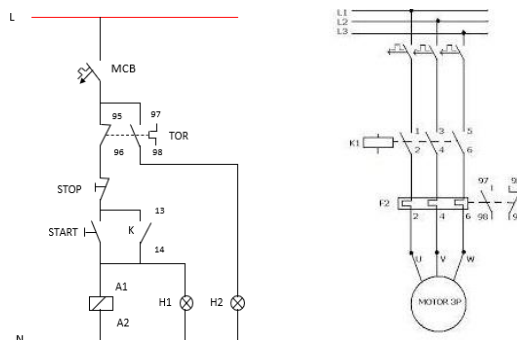 L
MCB
95
97
TOR
96
98
STOP
13
START
K
14
A1
H1
H2
A2
N
L1
L2
L3
1
3
5
K1
2
4
6
97
F2
98
2
4
6
U
V
W
MOTOR 3P